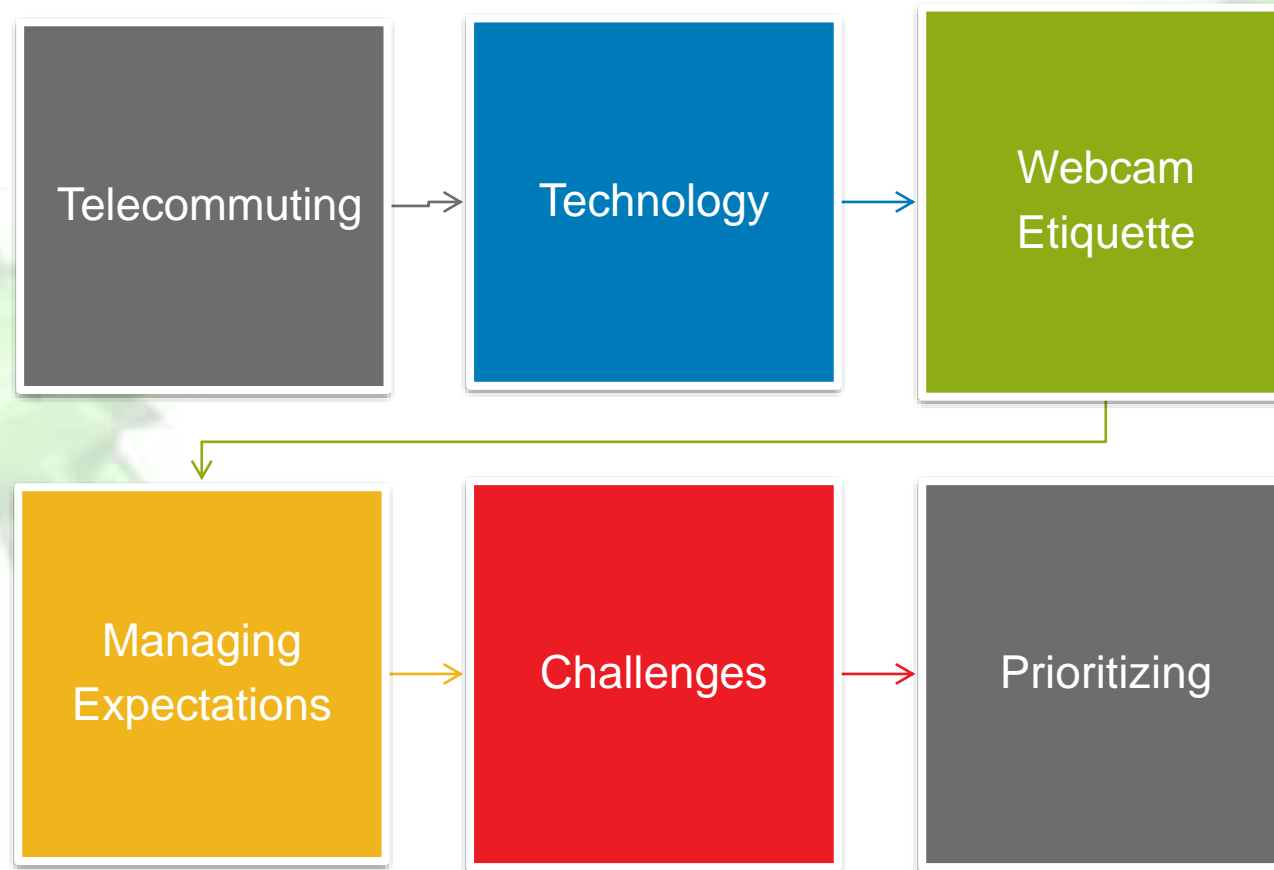 Telecommuting
Technology
Webcam
Etiquette
Managing
Expectations
Challenges
Prioritizing